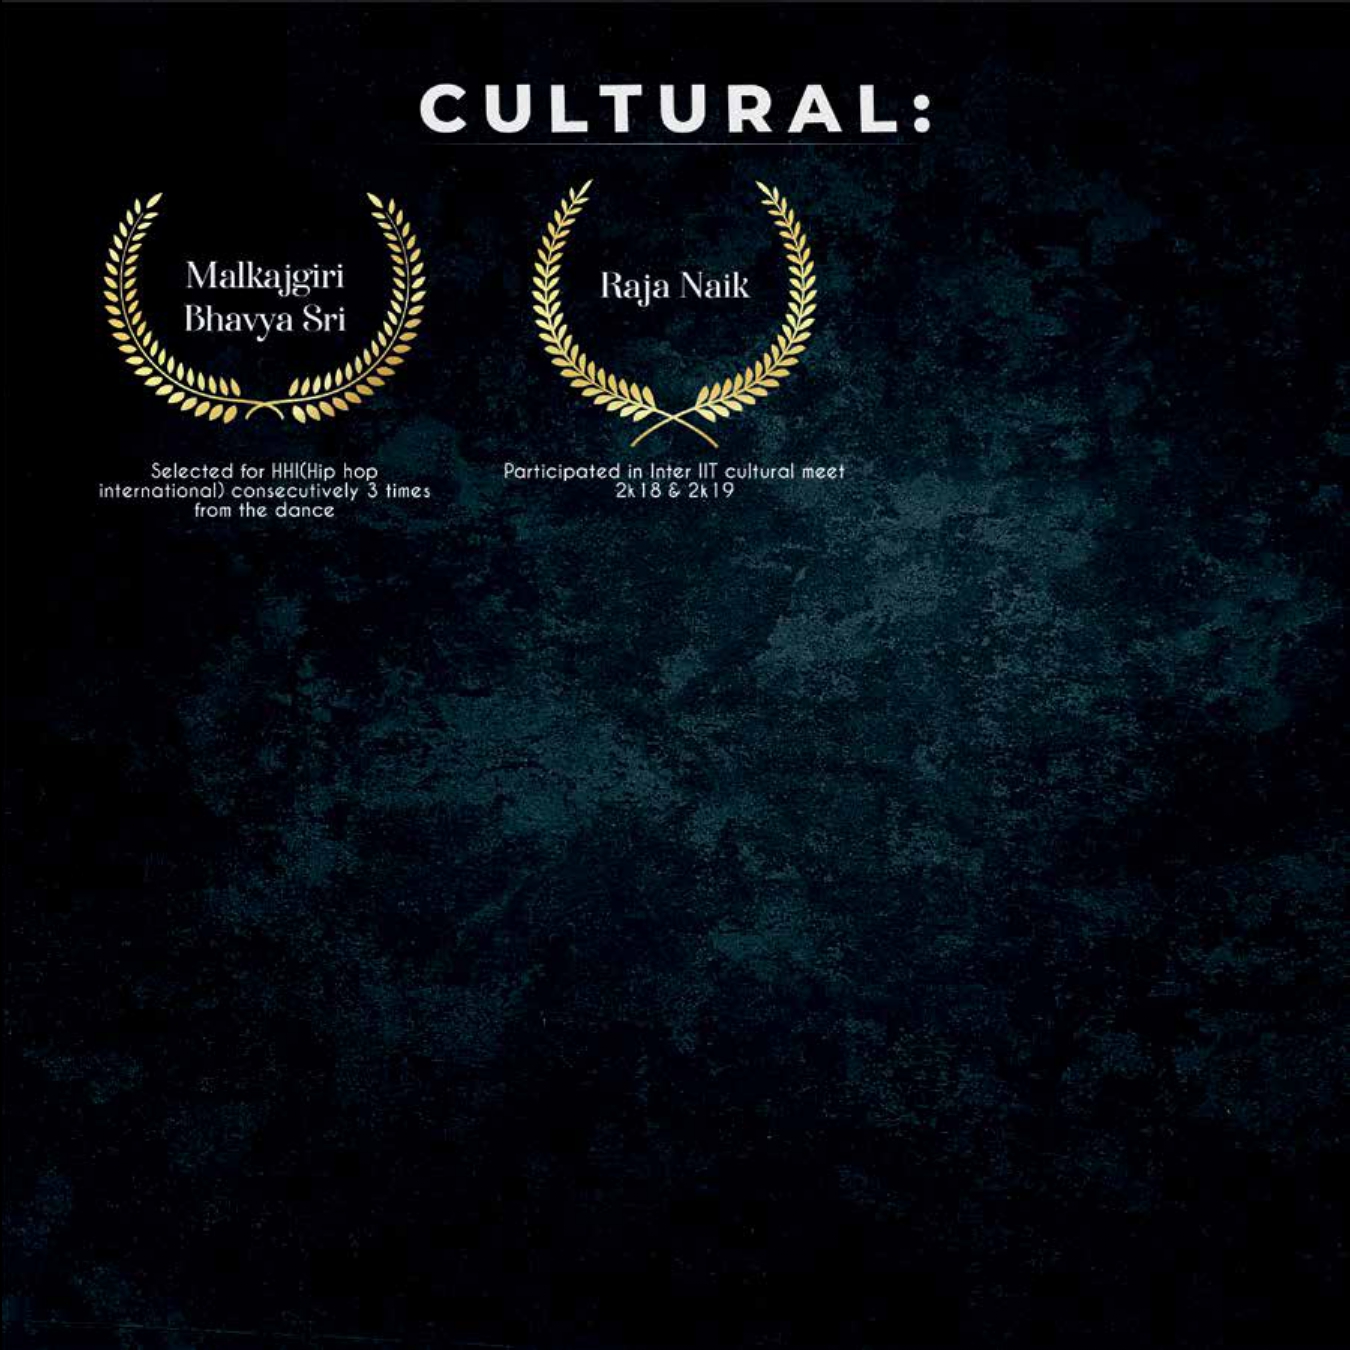 CULTURAL:
Malkajgiri
Bhavya Sri
Selected for HHI(Hip hop
international) consecutively 3 times
from the dance
Raja Naik
Participated in Inter IIT cultural meet
2k18 & 2k19